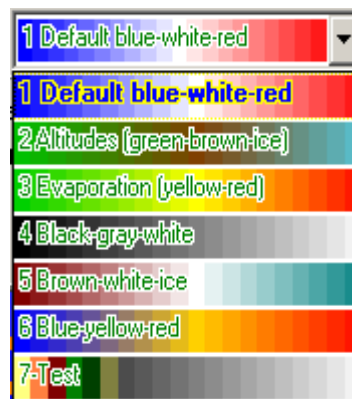 1 Default blue-white-red
1 Default blue-white-red
2 Altitudes (green-brown-ice)
3 Evaporation (yellow-red)
4 Black-gray-white
5 Brown-white-ice
6 Blue-yellow-red
7-Test